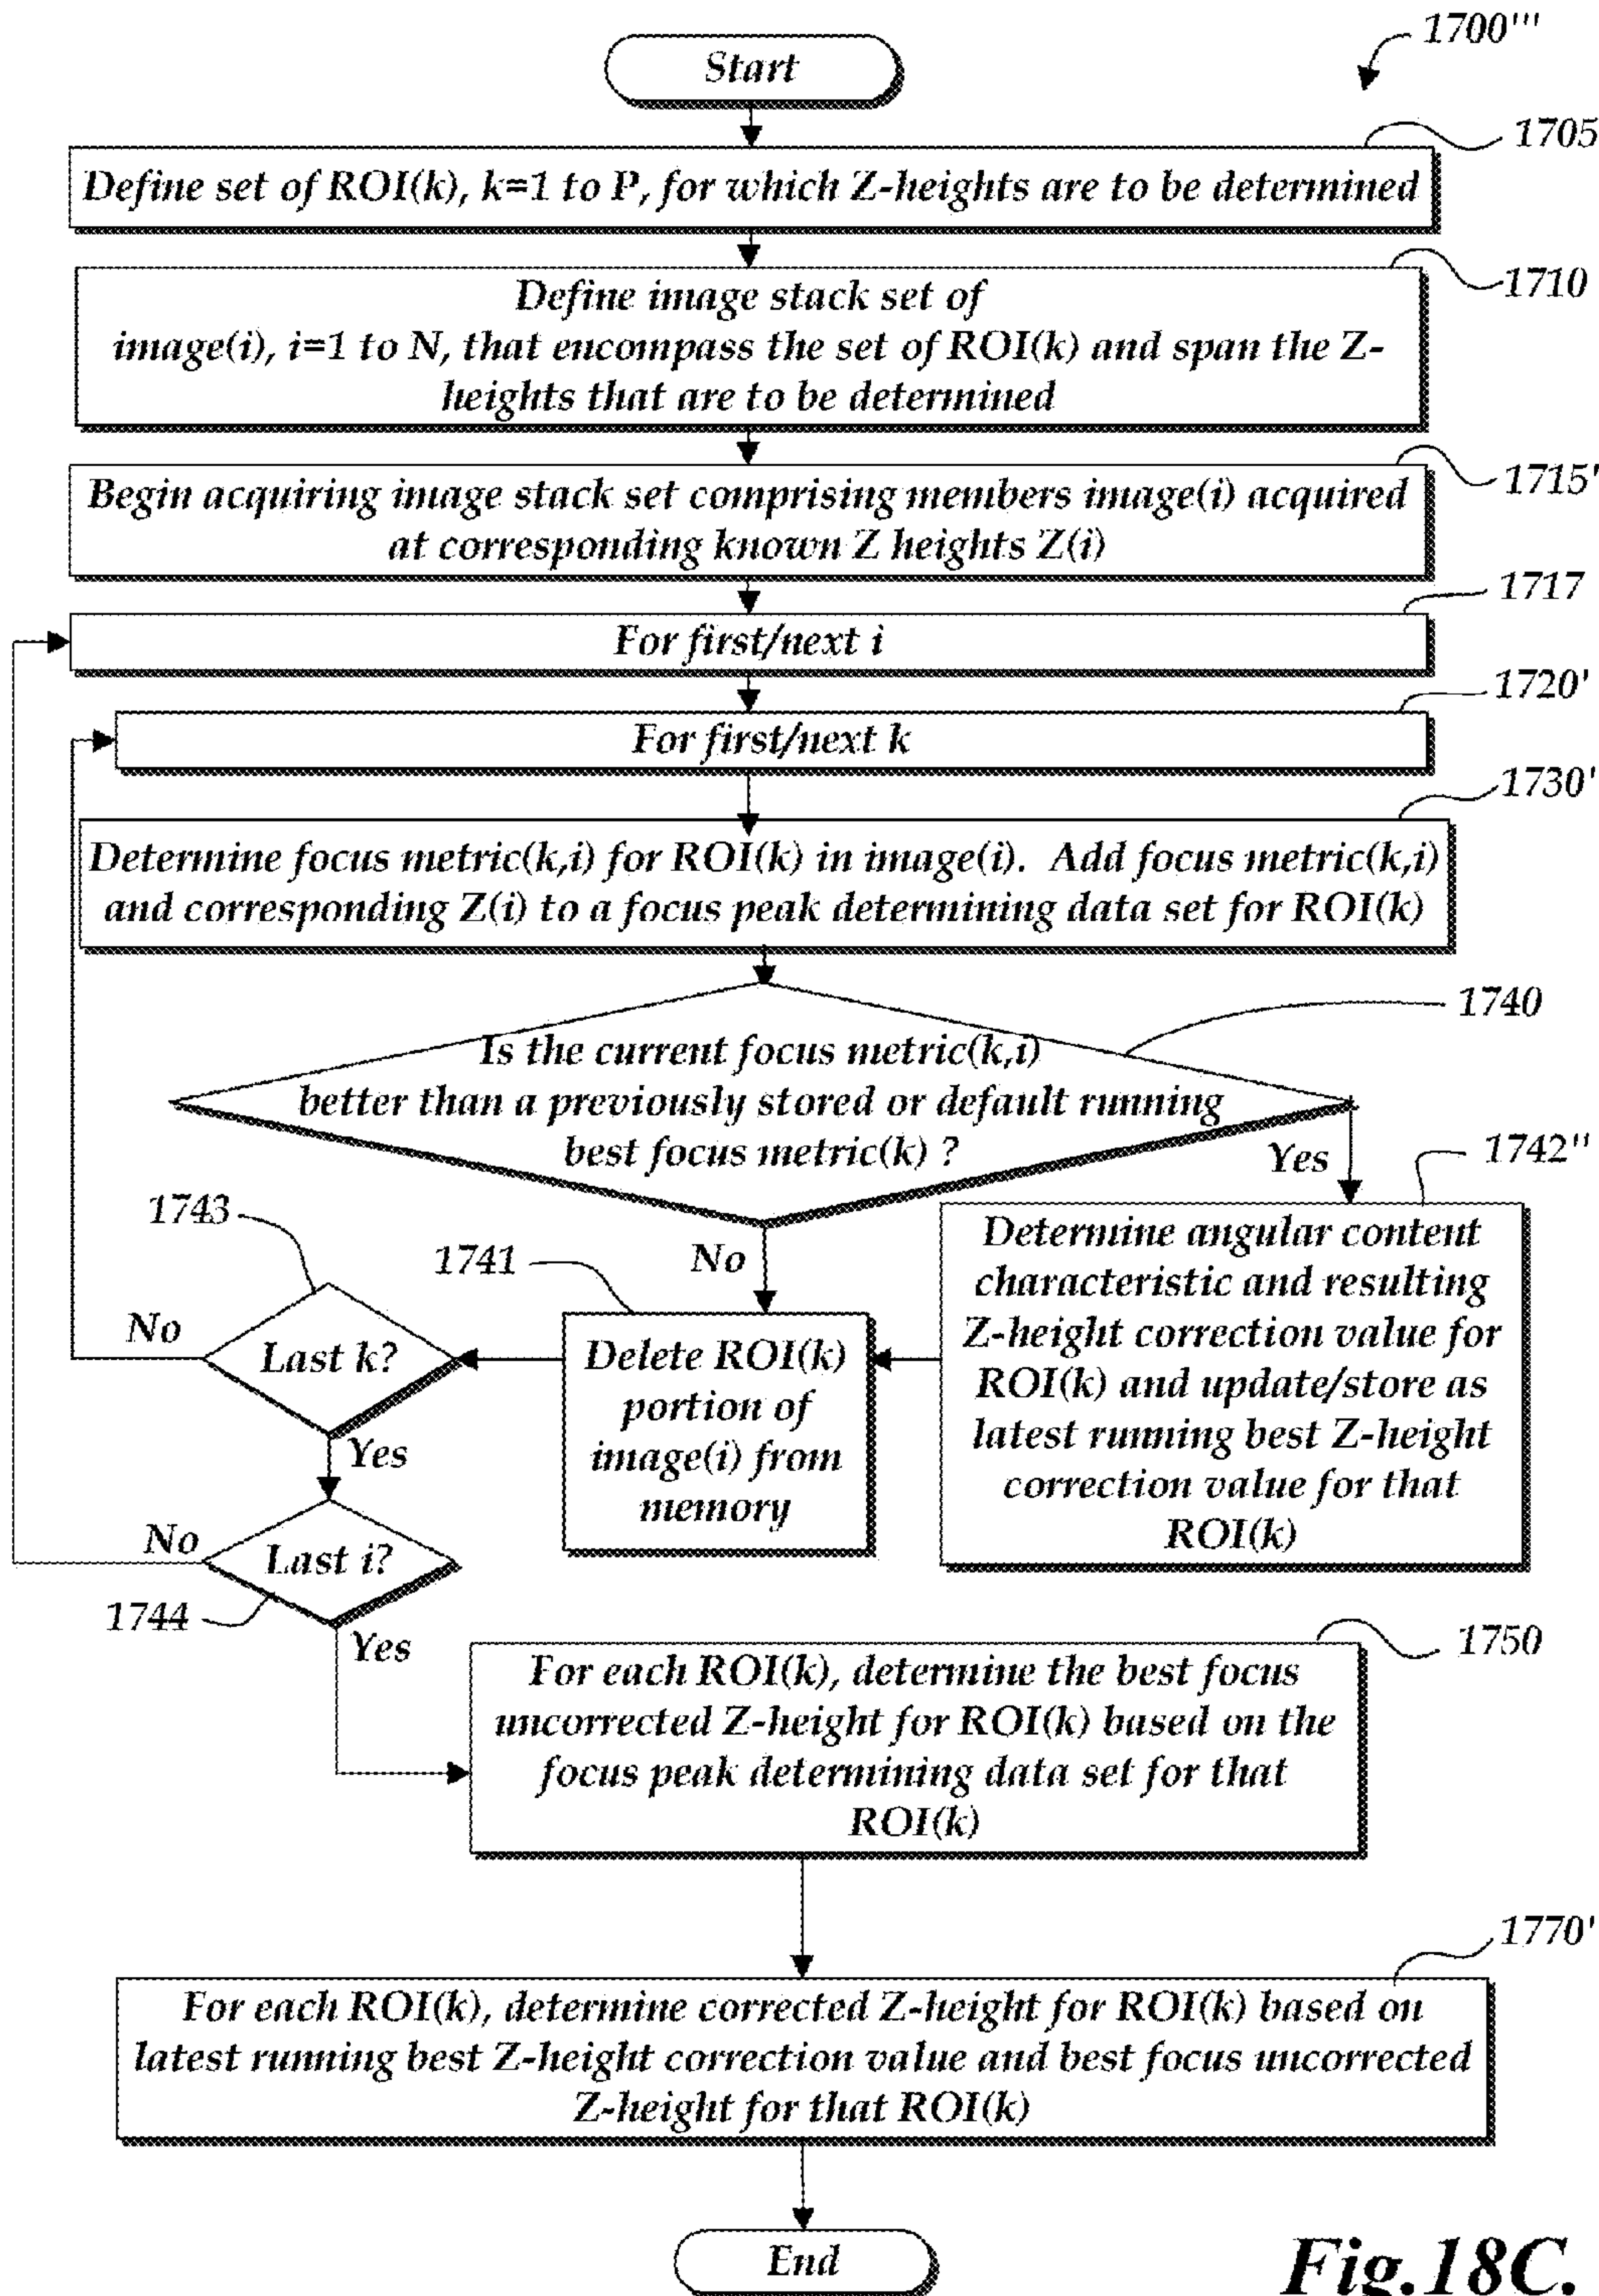 1700'''
Start
1705
Define set of ROI(k), k=1 to P, for which Z-heights are to be determined
1710
Define image stack set of
image(i), i=1 to N, that encompass the set of ROI(k) and span the Z-
heights that are to be determined
1715'
Begin acquiring image stack set comprising members image(i) acquired
at corresponding known Z heights Z(i)
1717
For first/next i
1720'
For first/next k
1730'
Determine focus metric(k,i) for ROI(k) in image(i). Add focus metric(k,i)
and corresponding Z(i) to a focus peak determining data set for ROI(k)
1740
Is the current focus metric(k,i)
better than a previously stored or default running
best focus metric(k) ?
Yes
1742''
No
Determine angular content
characteristic and resulting
Z-height correction value for
ROI(k) and update/store as
latest running best Z-height
correction value for that
ROI(k)
1741
Delete ROI(k)
portion of
image(i) from
memory
1743
No
Last k?
Yes
No
Last i?
1744
Yes
1750
For each ROI(k), determine the best focus
uncorrected Z-height for ROI(k) based on the
focus peak determining data set for that
ROI(k)
1770'
For each ROI(k), determine corrected Z-height for ROI(k) based on
latest running best Z-height correction value and best focus uncorrected
Z-height for that ROI(k)
End
Fig.18C.